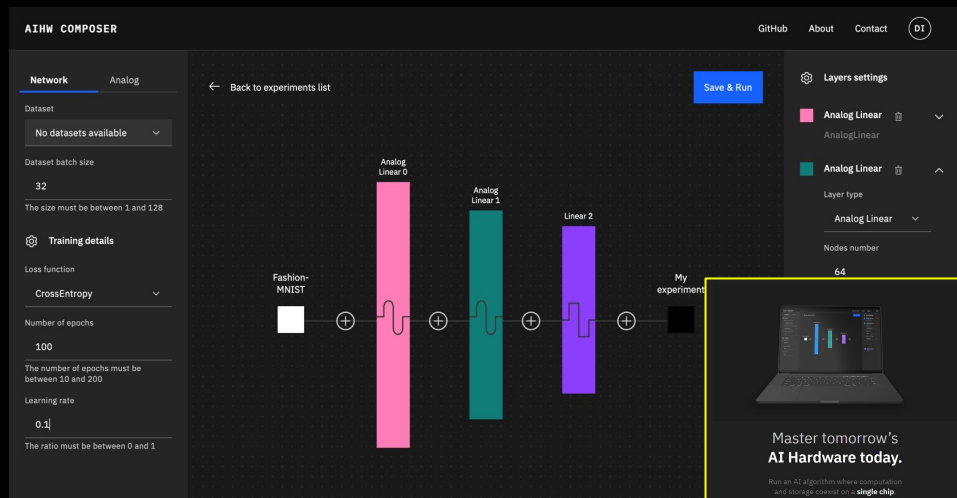 AIHW COMPOSER
GitHub
About
Contact
DI
Network
Analog
Dataset
No datasets available
Dataset batch size
32
The size must be between 1 and 128
Training details
Loss function
CrossEntropy
Number of epochs
100
The number of epochs must be
between 10 and 200
Learning rate
0.1
The ratio must be between 0 and 1
Back to experiments list
Save & Run
Fashion-
MNIST
Analog
Linear 0
Analog
Linear 1
Linear 2
My
experiment
Layers settings
Analog Linear
AnalogLinear
Analog Linear
Layer type
Analog Linear
Nodes number
64
Master tomorrow's
AI Hardware today.
Run an AI algorithm where computation
and storage coexist on a single chip